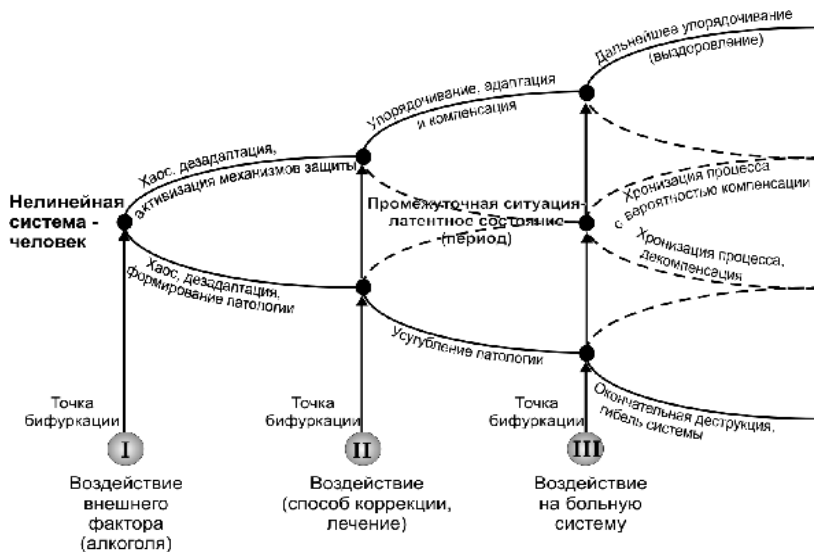 Дальнейшее упорядочивание
(выздоровление)
Упорядочивание, адаптация
и компенсация
Хаос, дезадаптация,
активизация механизмов защиты
Нелинейная
система -
человек
Промежуточная ситуация-
латентное состояние
(период)
Хронизация процесса
с вероятностью компенсации
Хронизация процесса,
декомпенсация
Хаос, дезадаптация,
формирование патологии
Усугубление патологии
Окончательная деструкция,
гибель системы
Точка
бифуркации
I
Воздействие
внешнего
фактора
(алкоголя)
Точка
бифуркации
II
Воздействие
(способ коррекции,
лечение)
Точка
бифуркации
III
Воздействие
на больную
систему